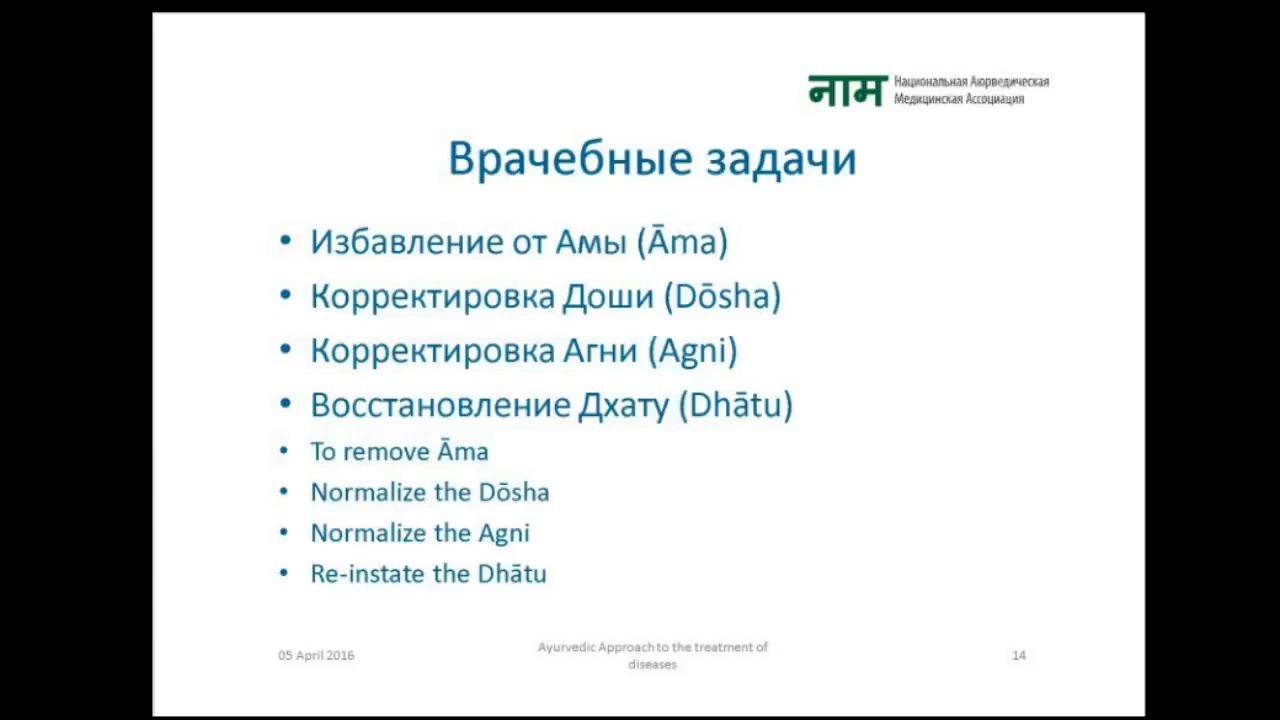 नाम
Национальная Аюрведическая
Медицинская Ассоциация
Врачебные задачи
• Избавление от Амы (Āma)
• Корректировка Доши (Dōsha)
• Корректировка Агни (Agni)
• Восстановление Дхату (Dhātu)
• To remove Āma
• Normalize the Dōsha
• Normalize the Agni
• Re-instate the Dhātu
05 April 2016
Ayurvedic Approach to the treatment of
diseases
14